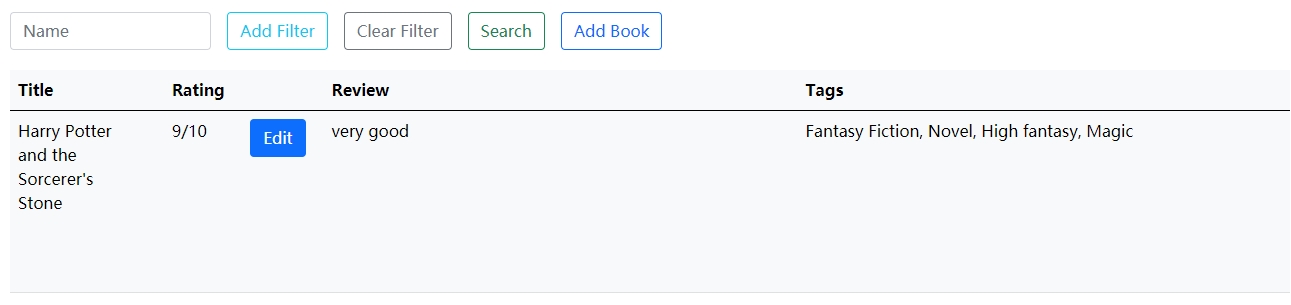 Name Add Filter Clear Filter Search Add Book
Title Rating Review Tags
Harry Potter 9/10 Edit very good Fantasy Fiction, Novel, High fantasy, Magic
and the
Sorcerer's
Stone